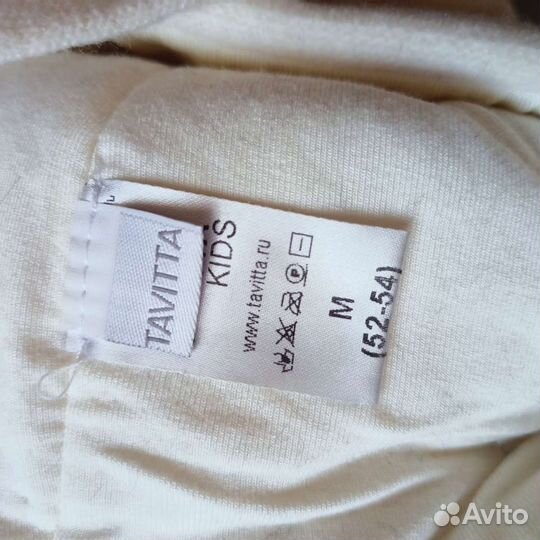 TAVITTA
KIDS
www.tavitta.ru
M
(52-54)
Avito